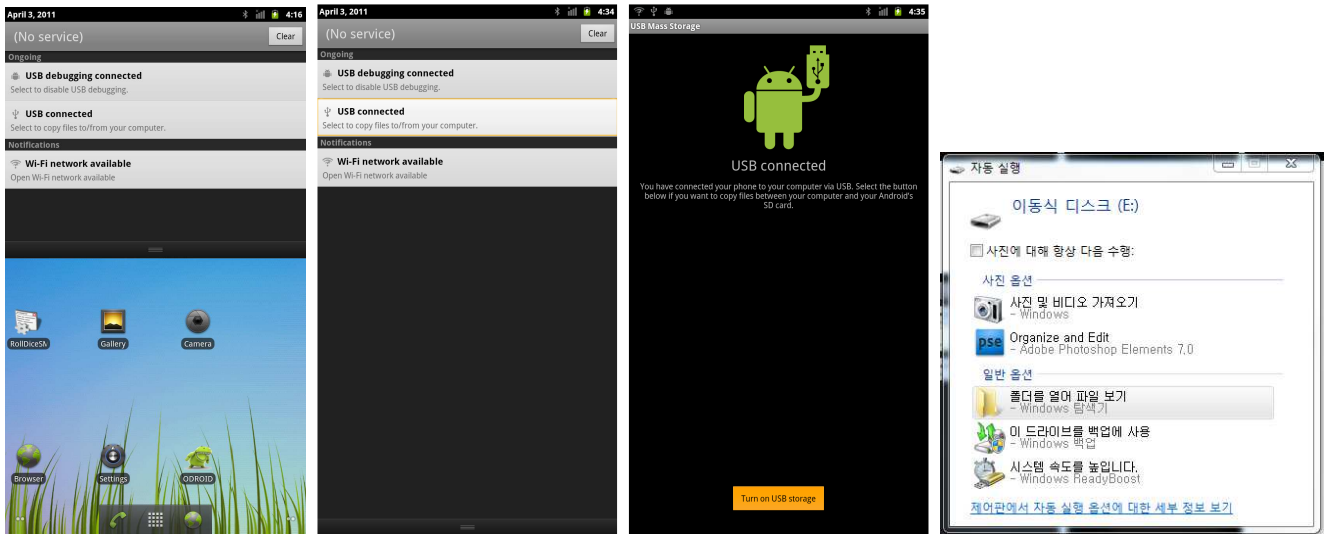 April 3, 2011 4:16
(No service) Clear
Ongoing
USB debugging connected
Select to disable USB debugging.
USB connected
Select to copy files to/from your computer.
Notifications
Wi-Fi network available
Open Wi-Fi network available
RollDiceSM Gallery Camera
Browser Settings ODROID
April 3, 2011 4:34
(No service) Clear
Ongoing
USB debugging connected
Select to disable USB debugging.
USB connected
Select to copy files to/from your computer.
Notifications
Wi-Fi network available
Open Wi-Fi network available
4:35
USB Mass Storage
USB connected
You have connected your phone to your computer via USB. Select the button
below if you want to copy files between your computer and your Android's
SD card.
Turn on USB storage
자동 실행
이동식 디스크 (E:)
사진에 대해 항상 다음 수행:
사진 옵션
사진 및 비디오 가져오기
- Windows
pse
Organize and Edit
- Adobe Photoshop Elements 7.0
일반 옵션
폴더를 열어 파일 보기
- Windows 탐색기
이 드라이브를 백업에 사용
- Windows 백업
시스템 속도를 높입니다.
- Windows ReadyBoost
제어판에서 자동 실행 옵션에 대한 세부 정보 보기